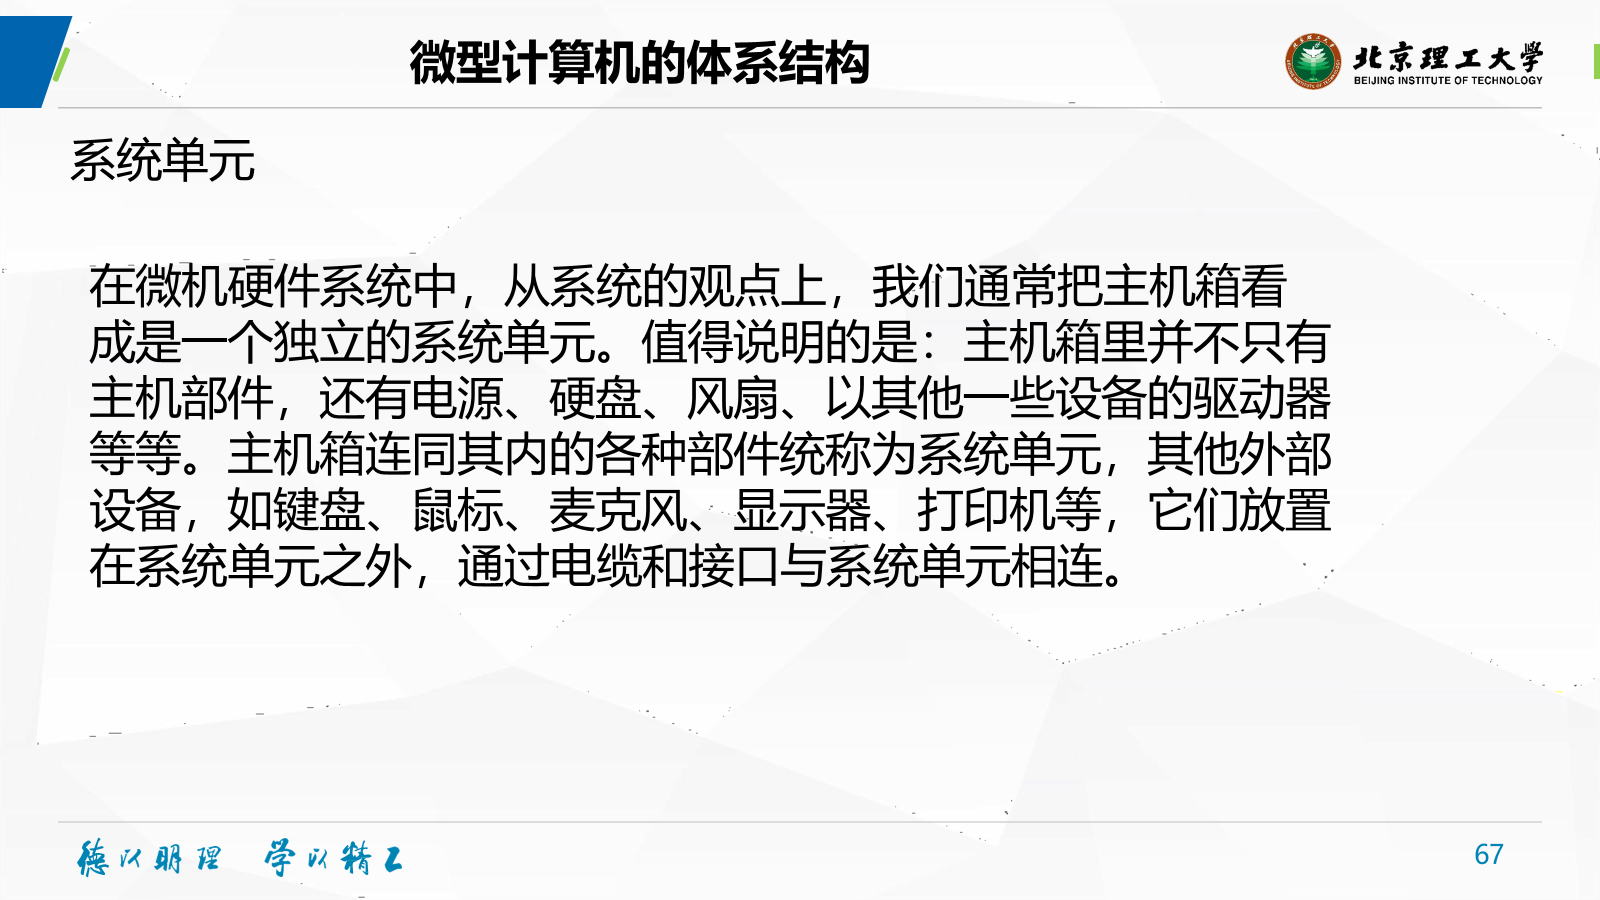 微型计算机的体系结构
北京理工大学
BEIJING INSTITUTE OF TECHNOLOGY
系统单元
在微机硬件系统中，从系统的观点上，我们通常把主机箱看
成是一个独立的系统单元。值得说明的是：主机箱里并不只有
主机部件，还有电源、硬盘、风扇、以其他一些设备的驱动器
等等。主机箱连同其内的各种部件统称为系统单元，其他外部
设备，如键盘、鼠标、麦克风、显示器、打印机等，它们放置
在系统单元之外，通过电缆和接口与系统单元相连。
德以明理 学以精工
67